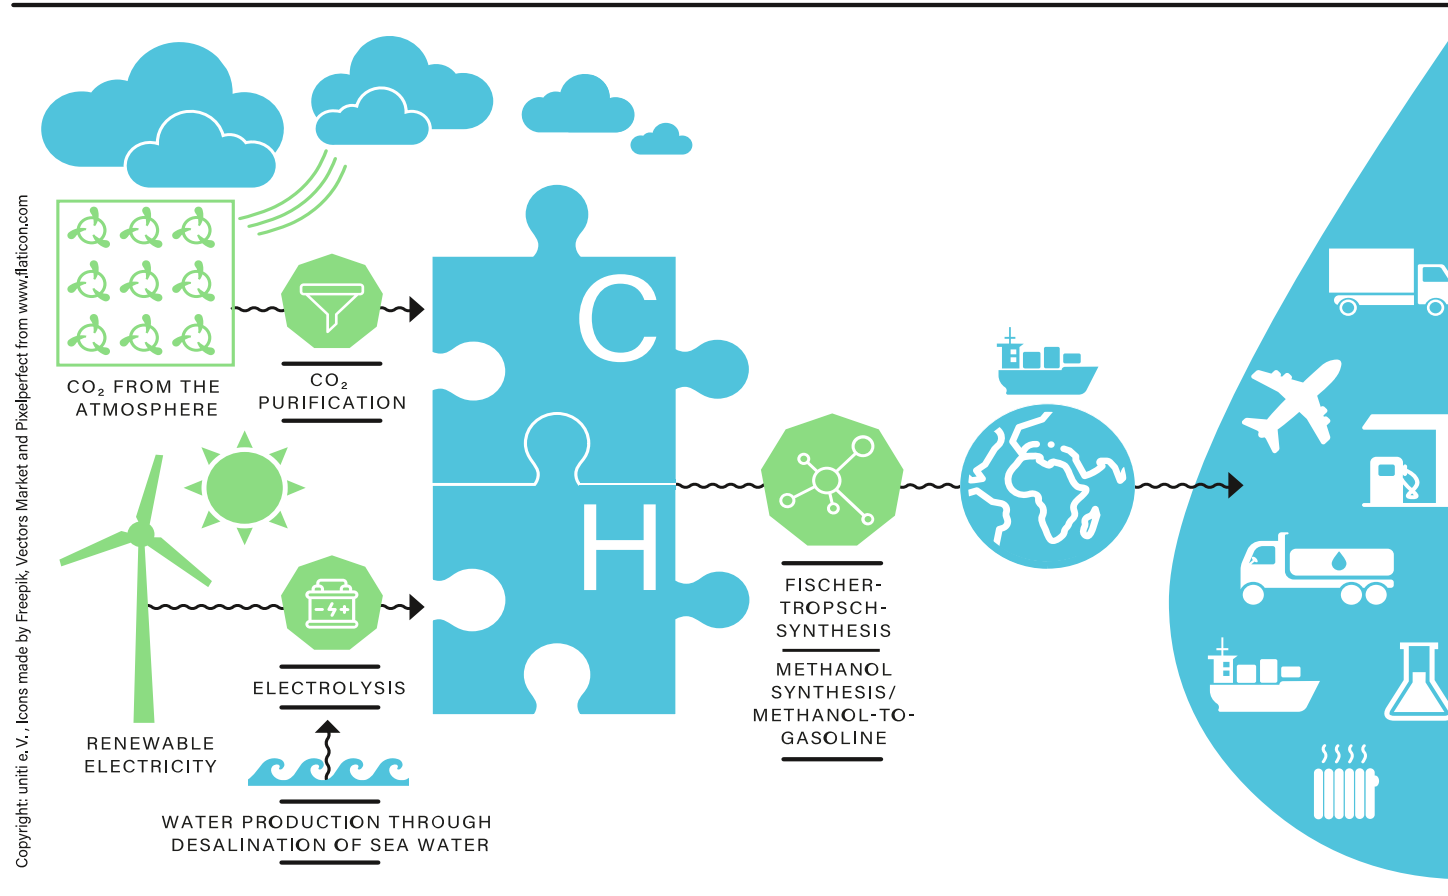 CO₂ FROM THE
ATMOSPHERE
CO₂
PURIFICATION
C
H
RENEWABLE
ELECTRICITY
ELECTROLYSIS
WATER PRODUCTION THROUGH
DESALINATION OF SEA WATER
FISCHER-
TROPSCH-
SYNTHESIS
METHANOL
SYNTHESIS/
METHANOL-TO-
GASOLINE
Copyright: uniti e. V. , Icons made by Freepik, Vectors Market and Pixelperfect from www.flaticon.com